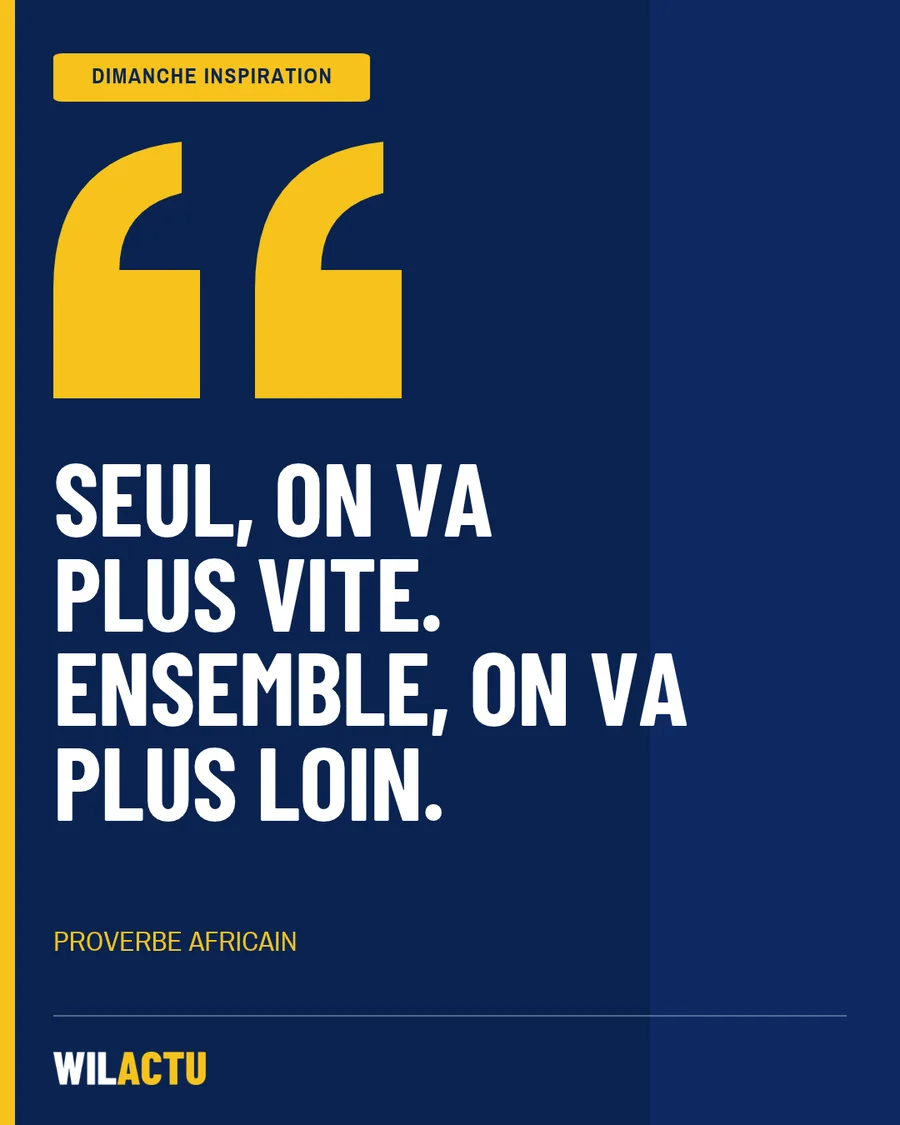 DIMANCHE INSPIRATION
“
SEUL, ON VA
PLUS VITE.
ENSEMBLE, ON VA
PLUS LOIN.
PROVERBE AFRICAIN
WILACTU